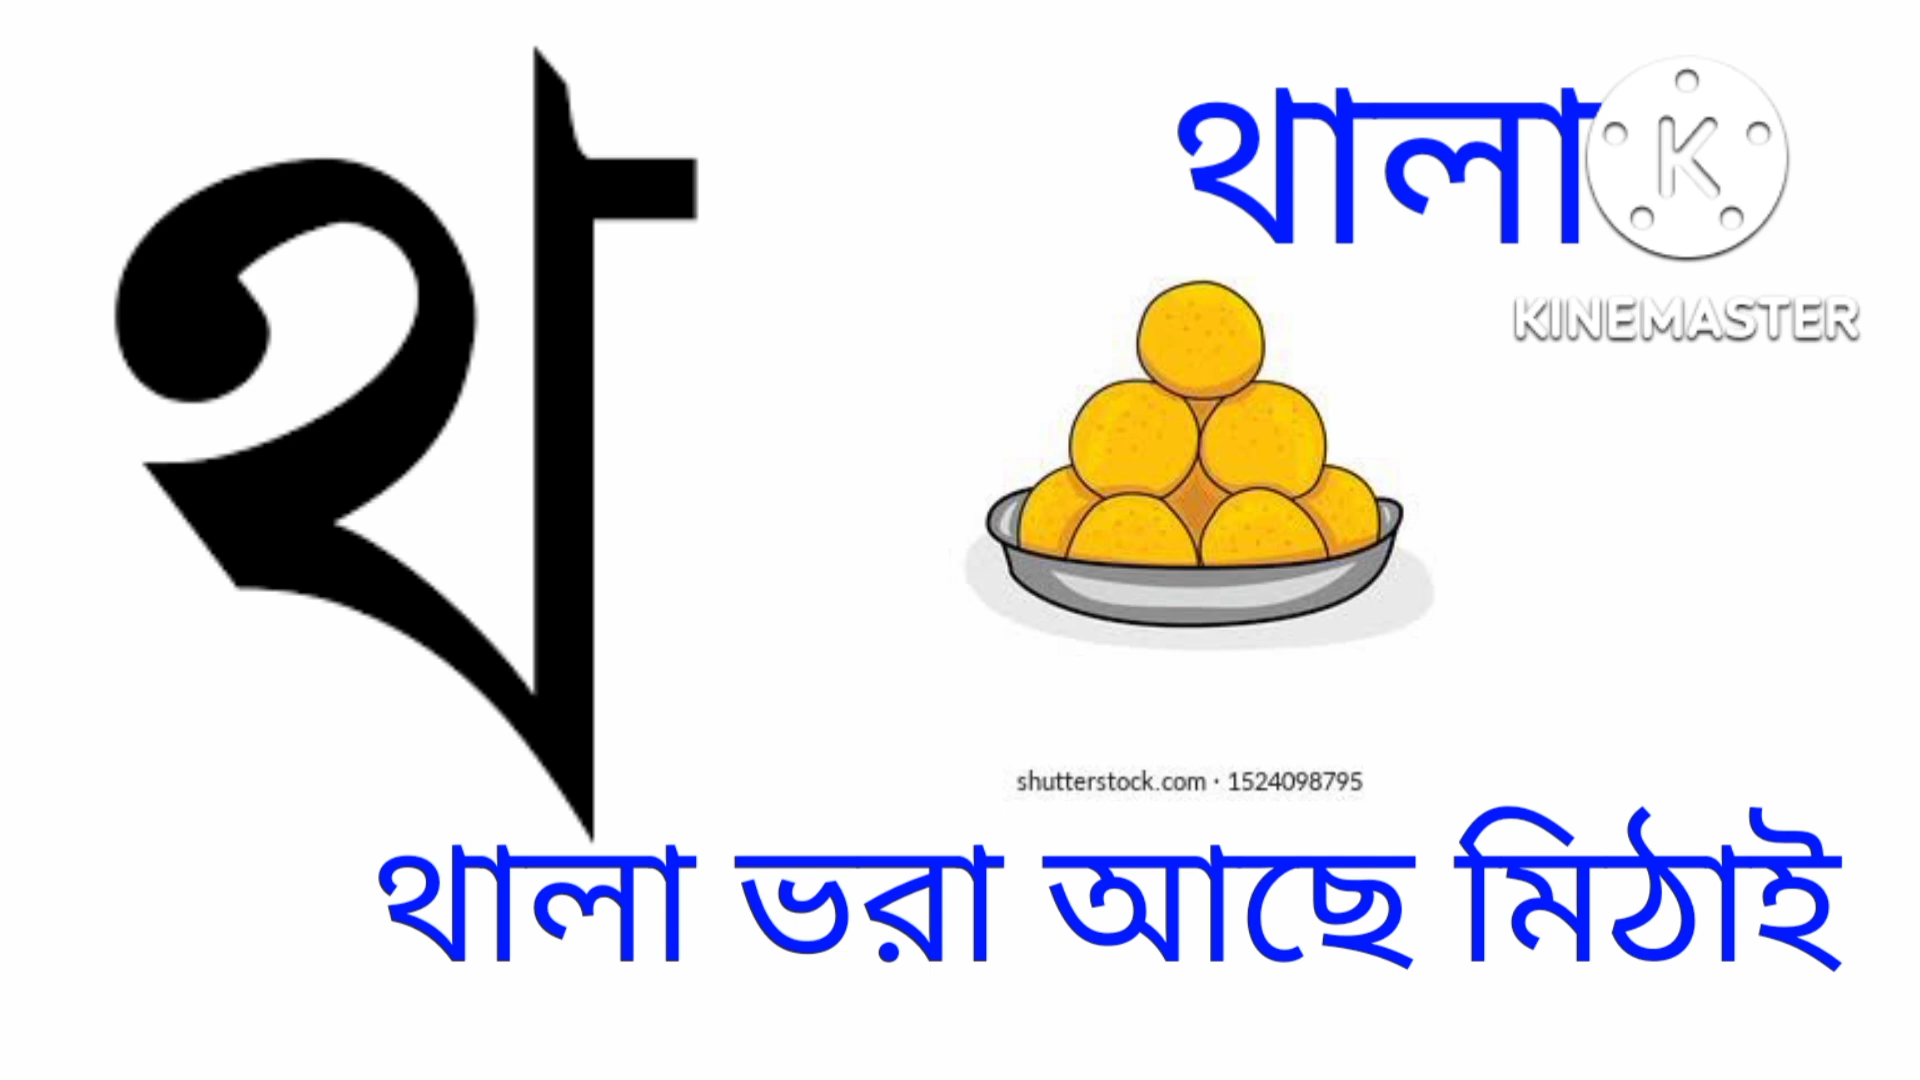 থ
থালা
K
KINEMASTER
shutterstock.com · 1524098795
থালা ভরা আছে মিঠাই